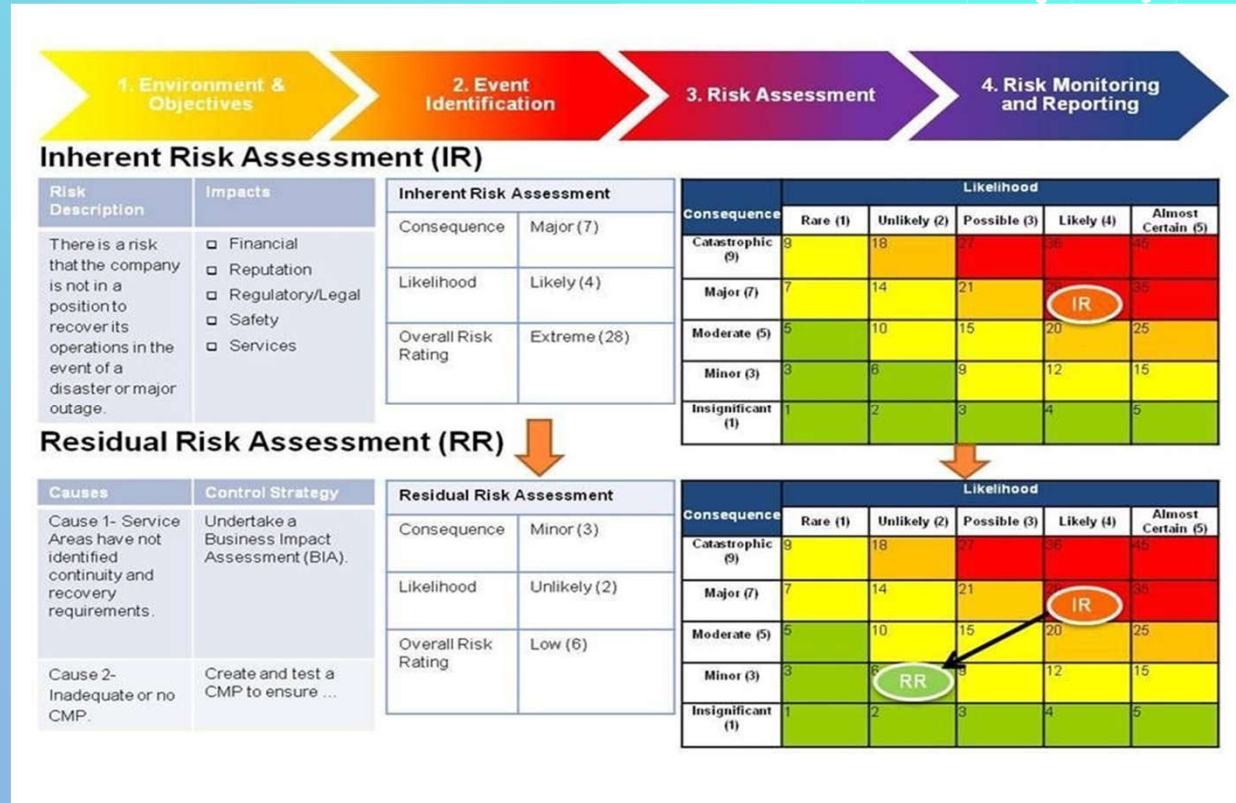 1. Environment &
Objectives
2. Event
Identification
3. Risk Assessment
4. Risk Monitoring
and Reporting
Inherent Risk Assessment (IR)
Risk
Description
Impacts
There is a risk
that the company
is not in a
position to
recover its
operations in the
event of a
disaster or major
outage.
Financial
Reputation
Regulatory/Legal
Safety
Services
Inherent Risk Assessment
Consequence Major (7)
Likelihood Likely (4)
Overall Risk
Rating
Extreme (28)
Consequence
Likelihood
Rare (1) Unlikely (2) Possible (3) Likely (4) Almost
Certain (5)
Catastrophic
(9)
9 18 27 36 45
Major (7) 7 14 21 IR 35
Moderate (5) 5 10 15 20 25
Minor (3) 3 6 9 12 15
Insignificant
(1)
1 2 3 4 5
Residual Risk Assessment (RR)
Causes
Control Strategy
Cause 1- Service
Areas have not
identified
continuity and
recovery
requirements.
Undertake a
Business Impact
Assessment (BIA).
Cause 2-
Inadequate or no
CMP.
Create and test a
CMP to ensure ...
Residual Risk Assessment
Consequence Minor (3)
Likelihood Unlikely (2)
Overall Risk
Rating
Low (6)
Consequence
Likelihood
Rare (1) Unlikely (2) Possible (3) Likely (4) Almost
Certain (5)
Catastrophic
(9)
9 18 27 36 45
Major (7) 7 14 21 IR 35
Moderate (5) 5 10 15 20 25
Minor (3) 3 6 RR 9 12 15
Insignificant
(1)
1 2 3 4 5